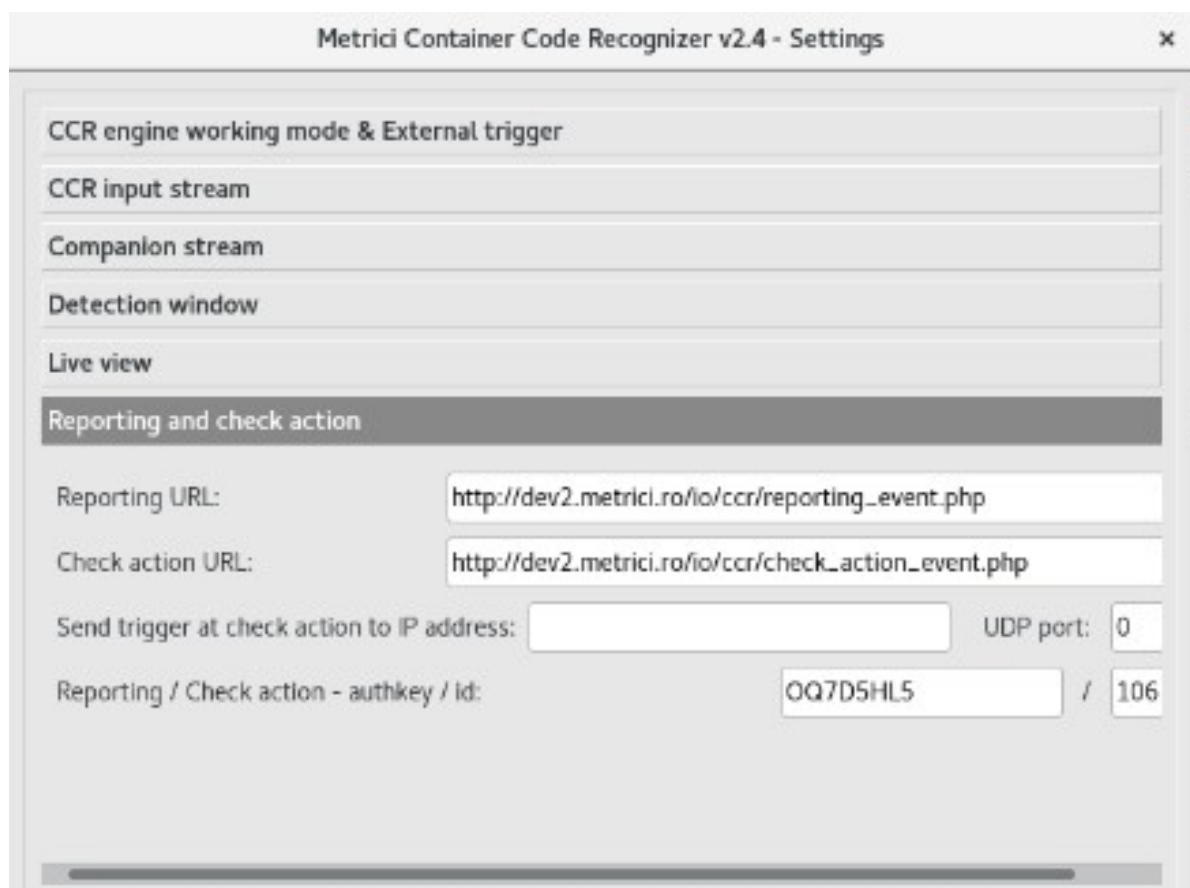 Metrici Container Code Recognizer v2.4 - Settings ×
CCR engine working mode & External trigger
CCR input stream
Companion stream
Detection window
Live view
Reporting and check action
Reporting URL: http://dev2.metrici.ro/io/ccr/reporting_event.php
Check action URL: http://dev2.metrici.ro/io/ccr/check_action_event.php
Send trigger at check action to IP address: UDP port: 0
Reporting / Check action - authkey / id: OQ7D5HL5 / 106